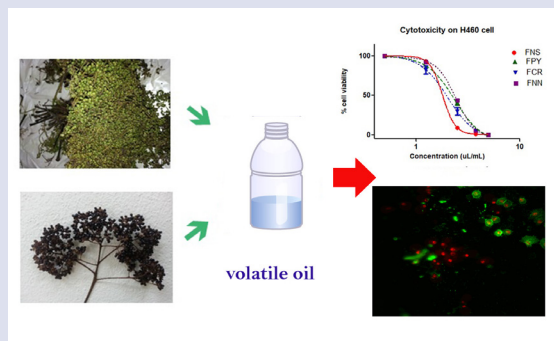 Cytotoxicity on H460 cell
% cell viability
100
50
0
1
10
Concentration (uL/mL)
FNS
FPY
FCR
FNN
volatile oil